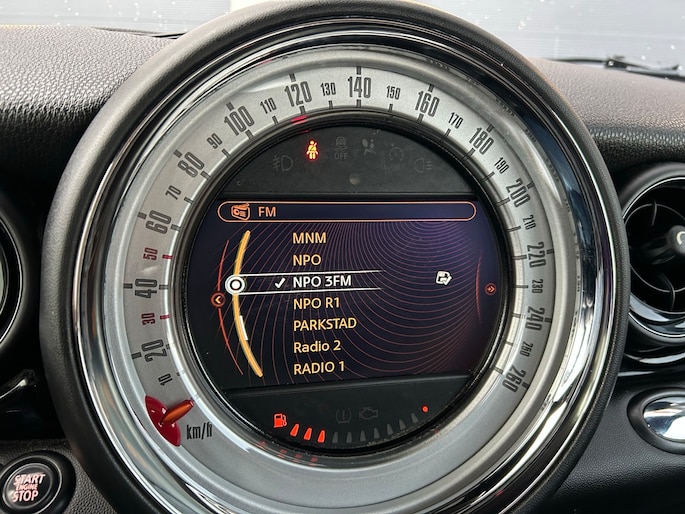 10
20
30
40
50
60
70
80
90
100
110
120
130
140
150
160
170
180
190
200
210
220
230
240
250
260
km/h
OFF
FM
MNM
NPO
NPO 3FM
NPO R1
PARKSTAD
Radio 2
RADIO 1
START
ENGINE
STOP